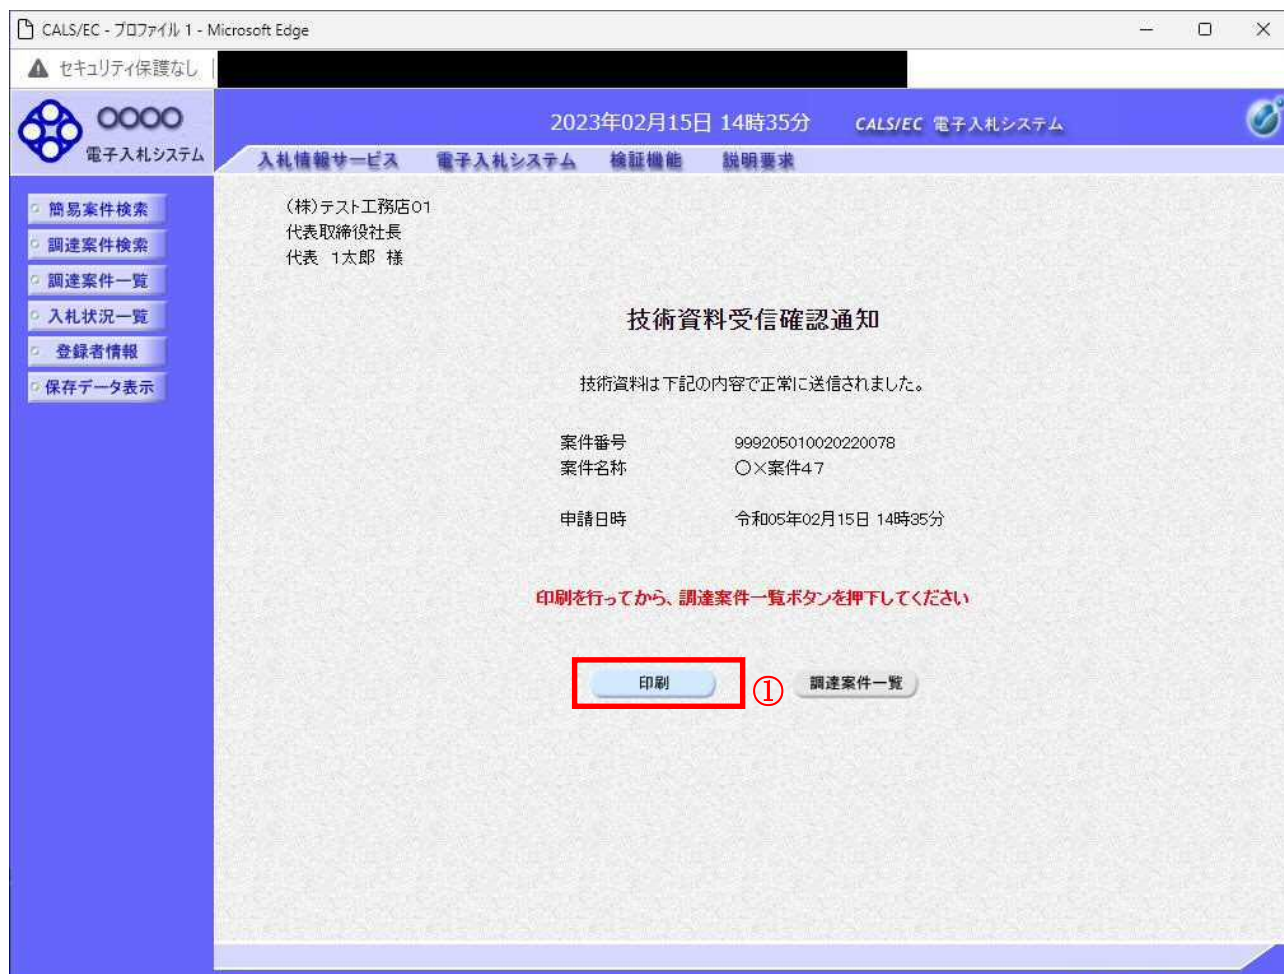 CALS/EC - プロファイル 1 - Microsoft Edge
セキュリティ保護なし
○○○○
電子入札システム
2023年02月15日 14時35分
CALS/EC 電子入札システム
入札情報サービス 電子入札システム 検証機能 説明要求
簡易案件検索
調達案件検索
調達案件一覧
入札状況一覧
登録者情報
保存データ表示
(株)テスト工務店01
代表取締役社長
代表 1太郎 様
技術資料受信確認通知
技術資料は下記の内容で正常に送信されました。
案件番号 999205010020220078
案件名称 ○×案件47
申請日時 令和05年02月15日 14時35分
印刷を行ってから、調達案件一覧ボタンを押下してください
印刷 ① 調達案件一覧